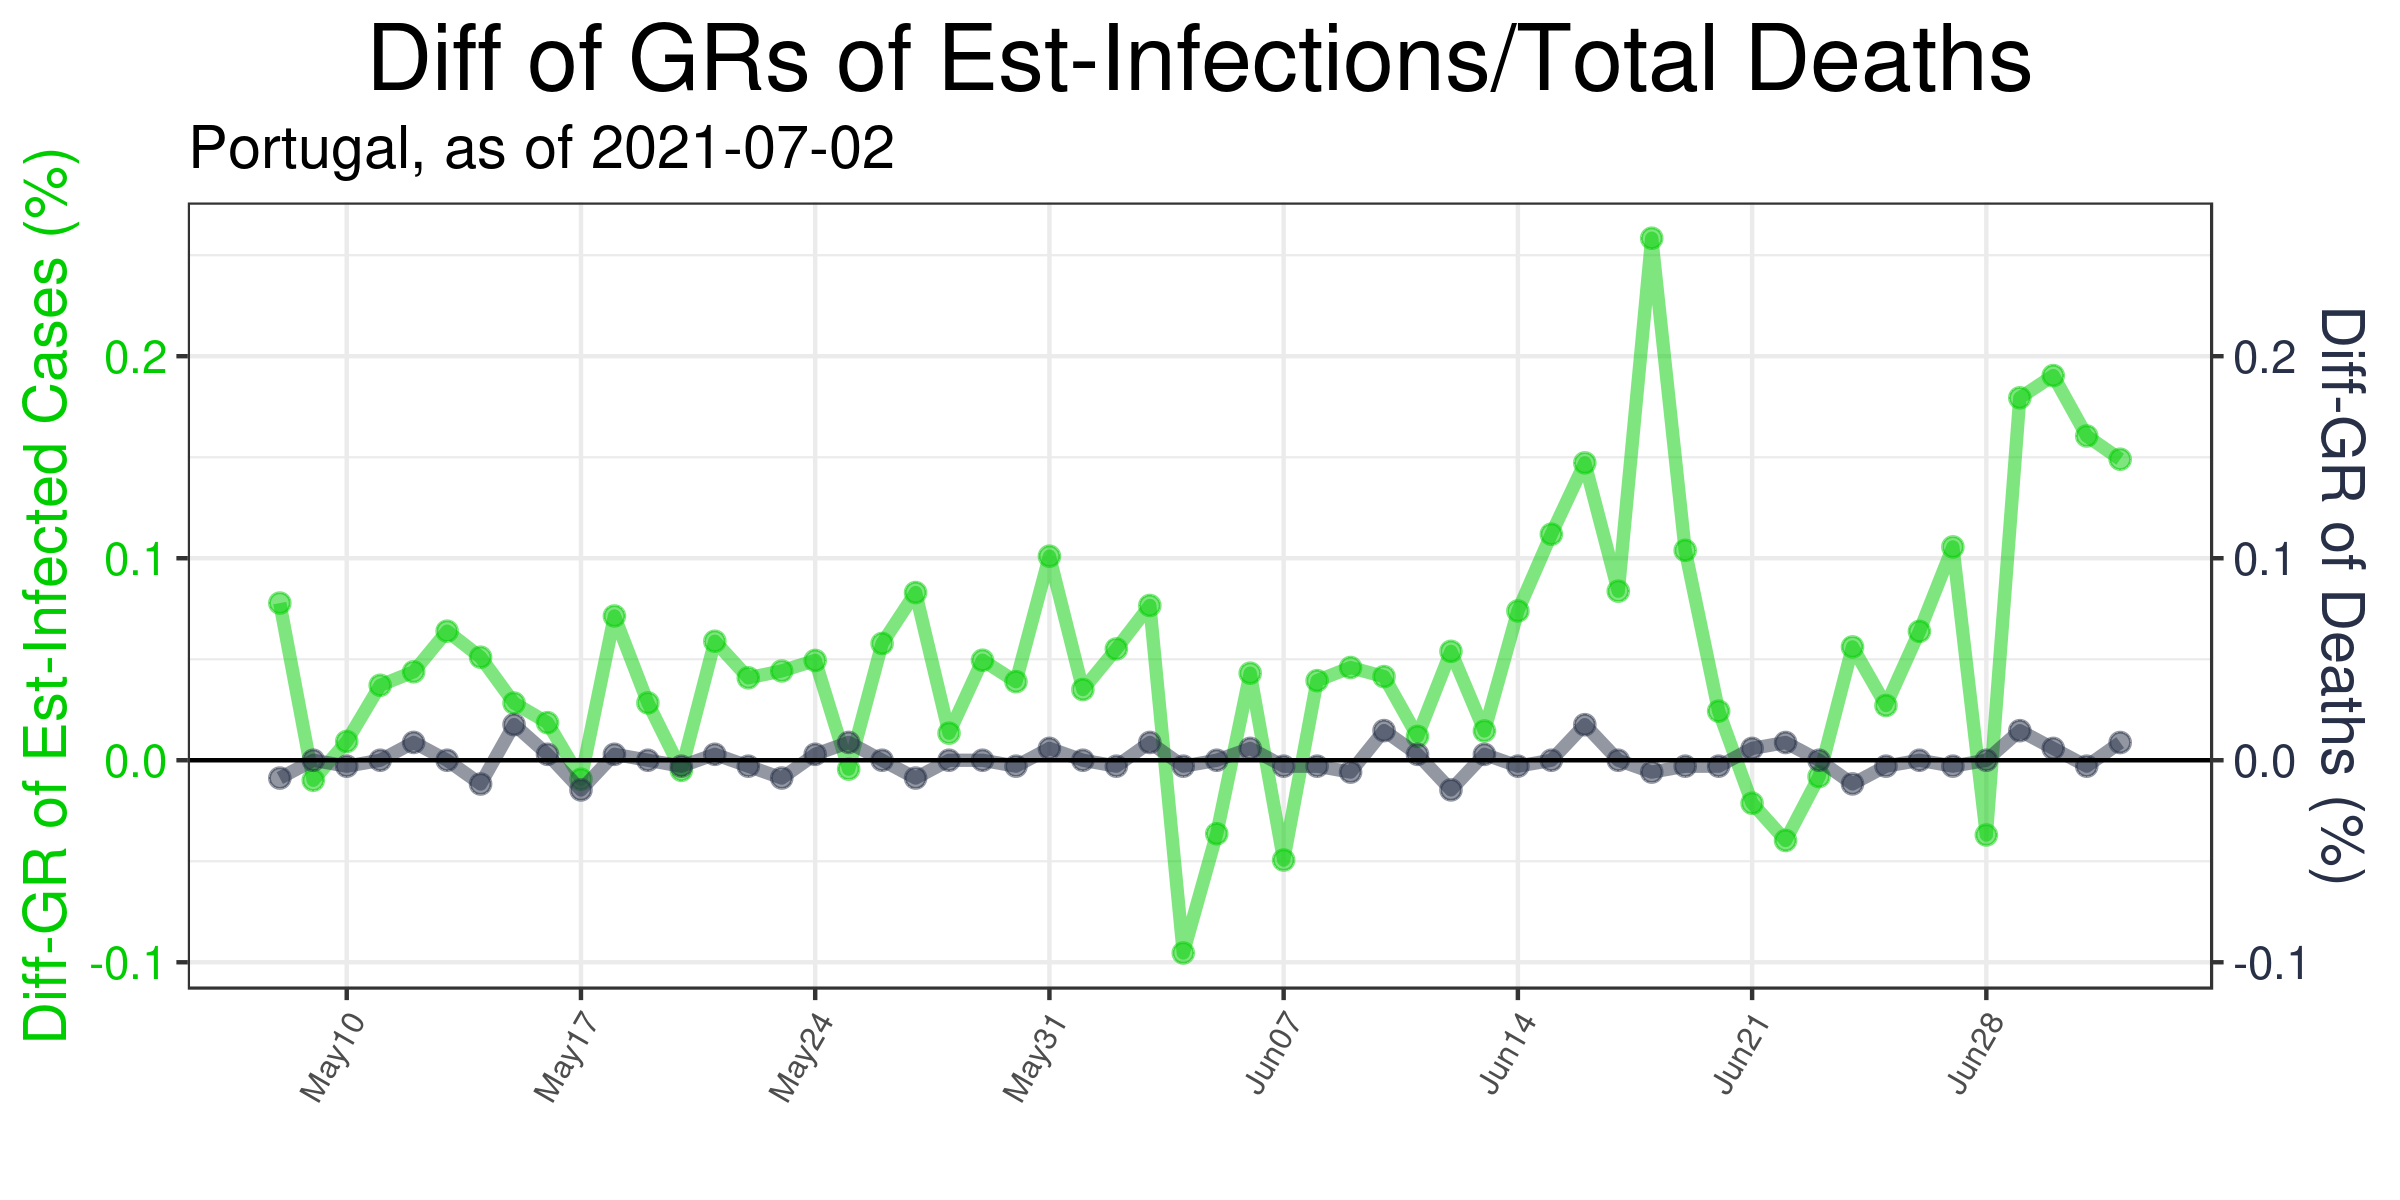 Diff of GRs of Est-Infections/Total Deaths
Portugal, as of 2021-07-02
Diff-GR of Est-Infected Cases (%)
0.2
0.1
0.0
-0.1
0.2
0.1
0.0
-0.1
Diff-GR of Deaths (%)
May10
May17
May24
May31
Jun07
Jun14
Jun21
Jun28